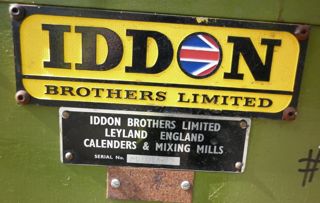 IDDON
BROTHERS LIMITED
IDDON BROTHERS LIMITED
LEYLAND ENGLAND
CALENDERS & MIXING MILLS
SERIAL No.
#